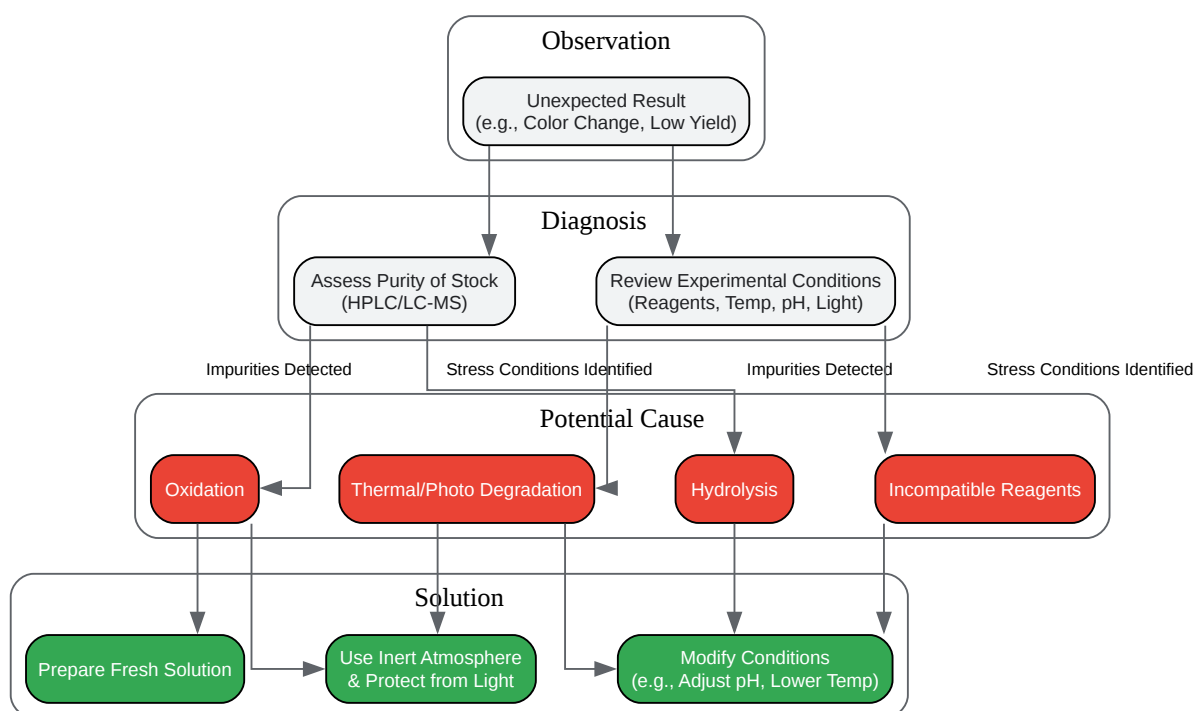 Observation
Unexpected Result
(e.g., Color Change, Low Yield)
Diagnosis
Assess Purity of Stock
(HPLC/LC-MS)
Review Experimental Conditions
(Reagents, Temp, pH, Light)
Impurities Detected
Stress Conditions Identified
Impurities Detected
Stress Conditions Identified
Potential Cause
Oxidation
Thermal/Photo Degradation
Hydrolysis
Incompatible Reagents
Solution
Prepare Fresh Solution
Use Inert Atmosphere
& Protect from Light
Modify Conditions
(e.g., Adjust pH, Lower Temp)